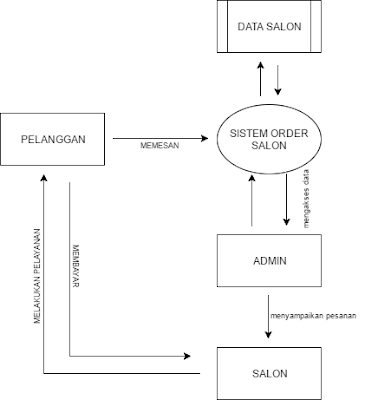 DATA SALON
SISTEM ORDER
SALON
PELANGGAN
MEMESAN
mengakses data
ADMIN
MELAKUKAN PELAYANAN
MEMBAYAR
menyampaikan pesanan
SALON